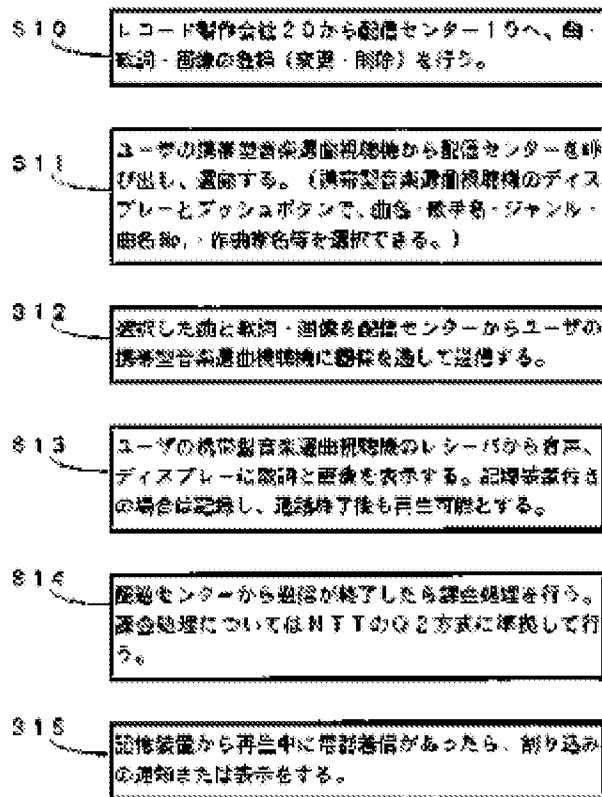 S10
レコード製作会社20から配信センター19へ、曲・
歌詞・画像の登録(変更・削除)を行う。
S11
ユーザの携帯型音楽選曲視聴機から配信センターを呼
び出し、選曲する。(携帯型音楽選曲視聴機のディス
プレーとプッシュボタンで、曲名・歌手名・ジャンル・
曲名No.・作曲家名等を選択できる。)
S12
選択した曲と歌詞・画像を配信センターからユーザの
携帯型音楽選曲視聴機に回線を通して送信する。
S13
ユーザの携帯型音楽選曲視聴機のレシーバから音声、
ディスプレーに歌詞と画像を表示する。記録装置付き
の場合は記録し、通話終了後も再生可能とする。
S14
配信センターから送信が終了したら課金処理を行う。
課金処理についてはNTTのQ2方式に準拠して行
う。
S15
記憶装置から再生中に電話着信があったら、割り込み
の通知または表示をする。